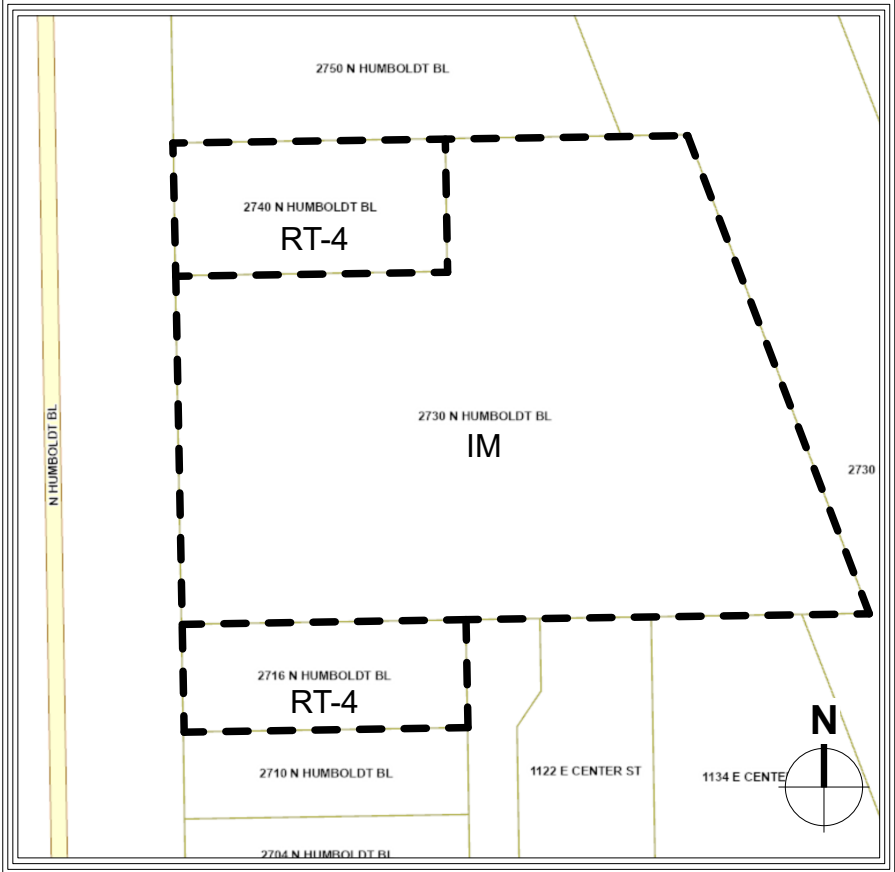 2750 N HUMBOLDT BL
2740 N HUMBOLDT BL
RT-4
2730 N HUMBOLDT BL
IM
N HUMBOLDT BL
2730
2716 N HUMBOLDT BL
RT-4
N
2710 N HUMBOLDT BL
1122 E CENTER ST
1134 E CENTE
2704 N HUMBOLDT BL